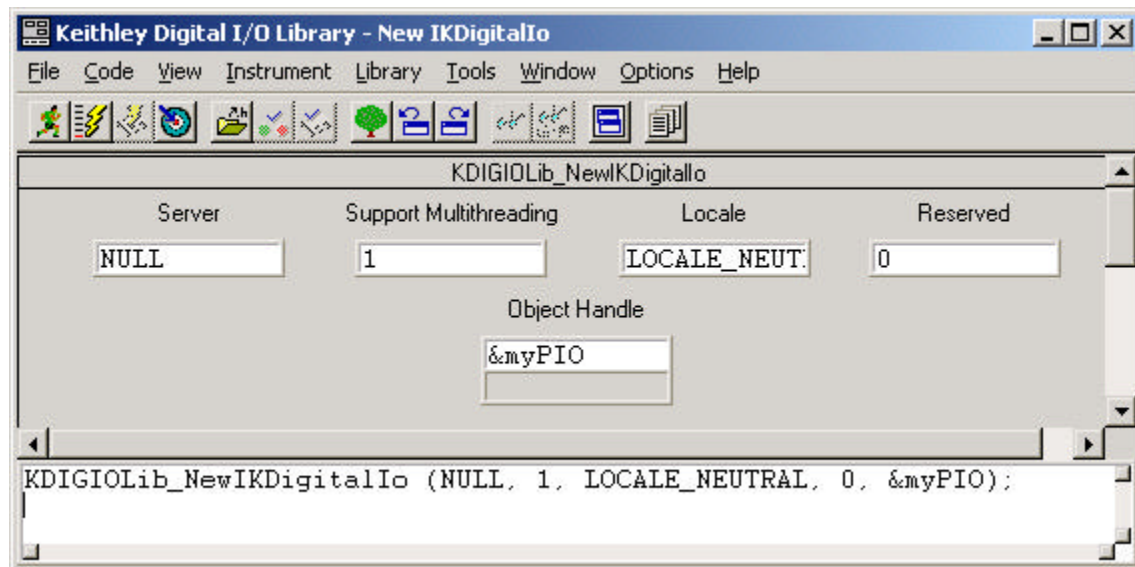 Keithley Digital I/O Library - New IKDigitalIo
File Code View Instrument Library Tools Window Options Help
KDIGIOLib_NewIKDigitalIo
Server Support Multithreading Locale Reserved
NULL 1 LOCALE_NEUT 0
Object Handle
&myPIO
KDIGIOLib_NewIKDigitalIo (NULL, 1, LOCALE_NEUTRAL, 0, &myPIO);